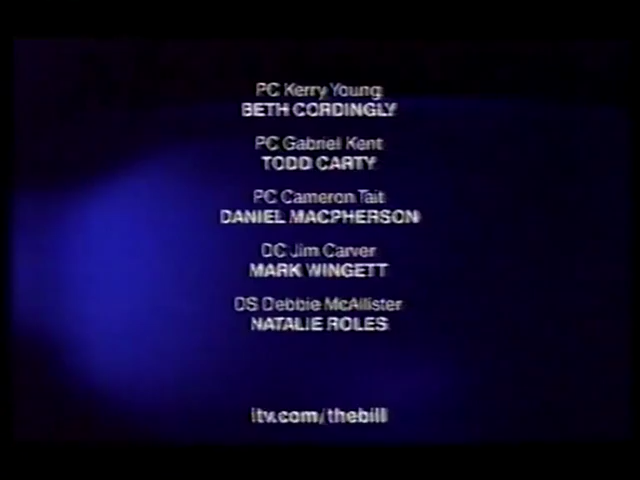 PC Kerry Young
BETH CORDINGLY
PC Gabriel Kent
TODD CARTY
PC Cameron Tait
DANIEL MACPHERSON
DC Jim Carver
MARK WINGETT
DS Debbie McAllister
NATALIE ROLES
itv.com/thebill